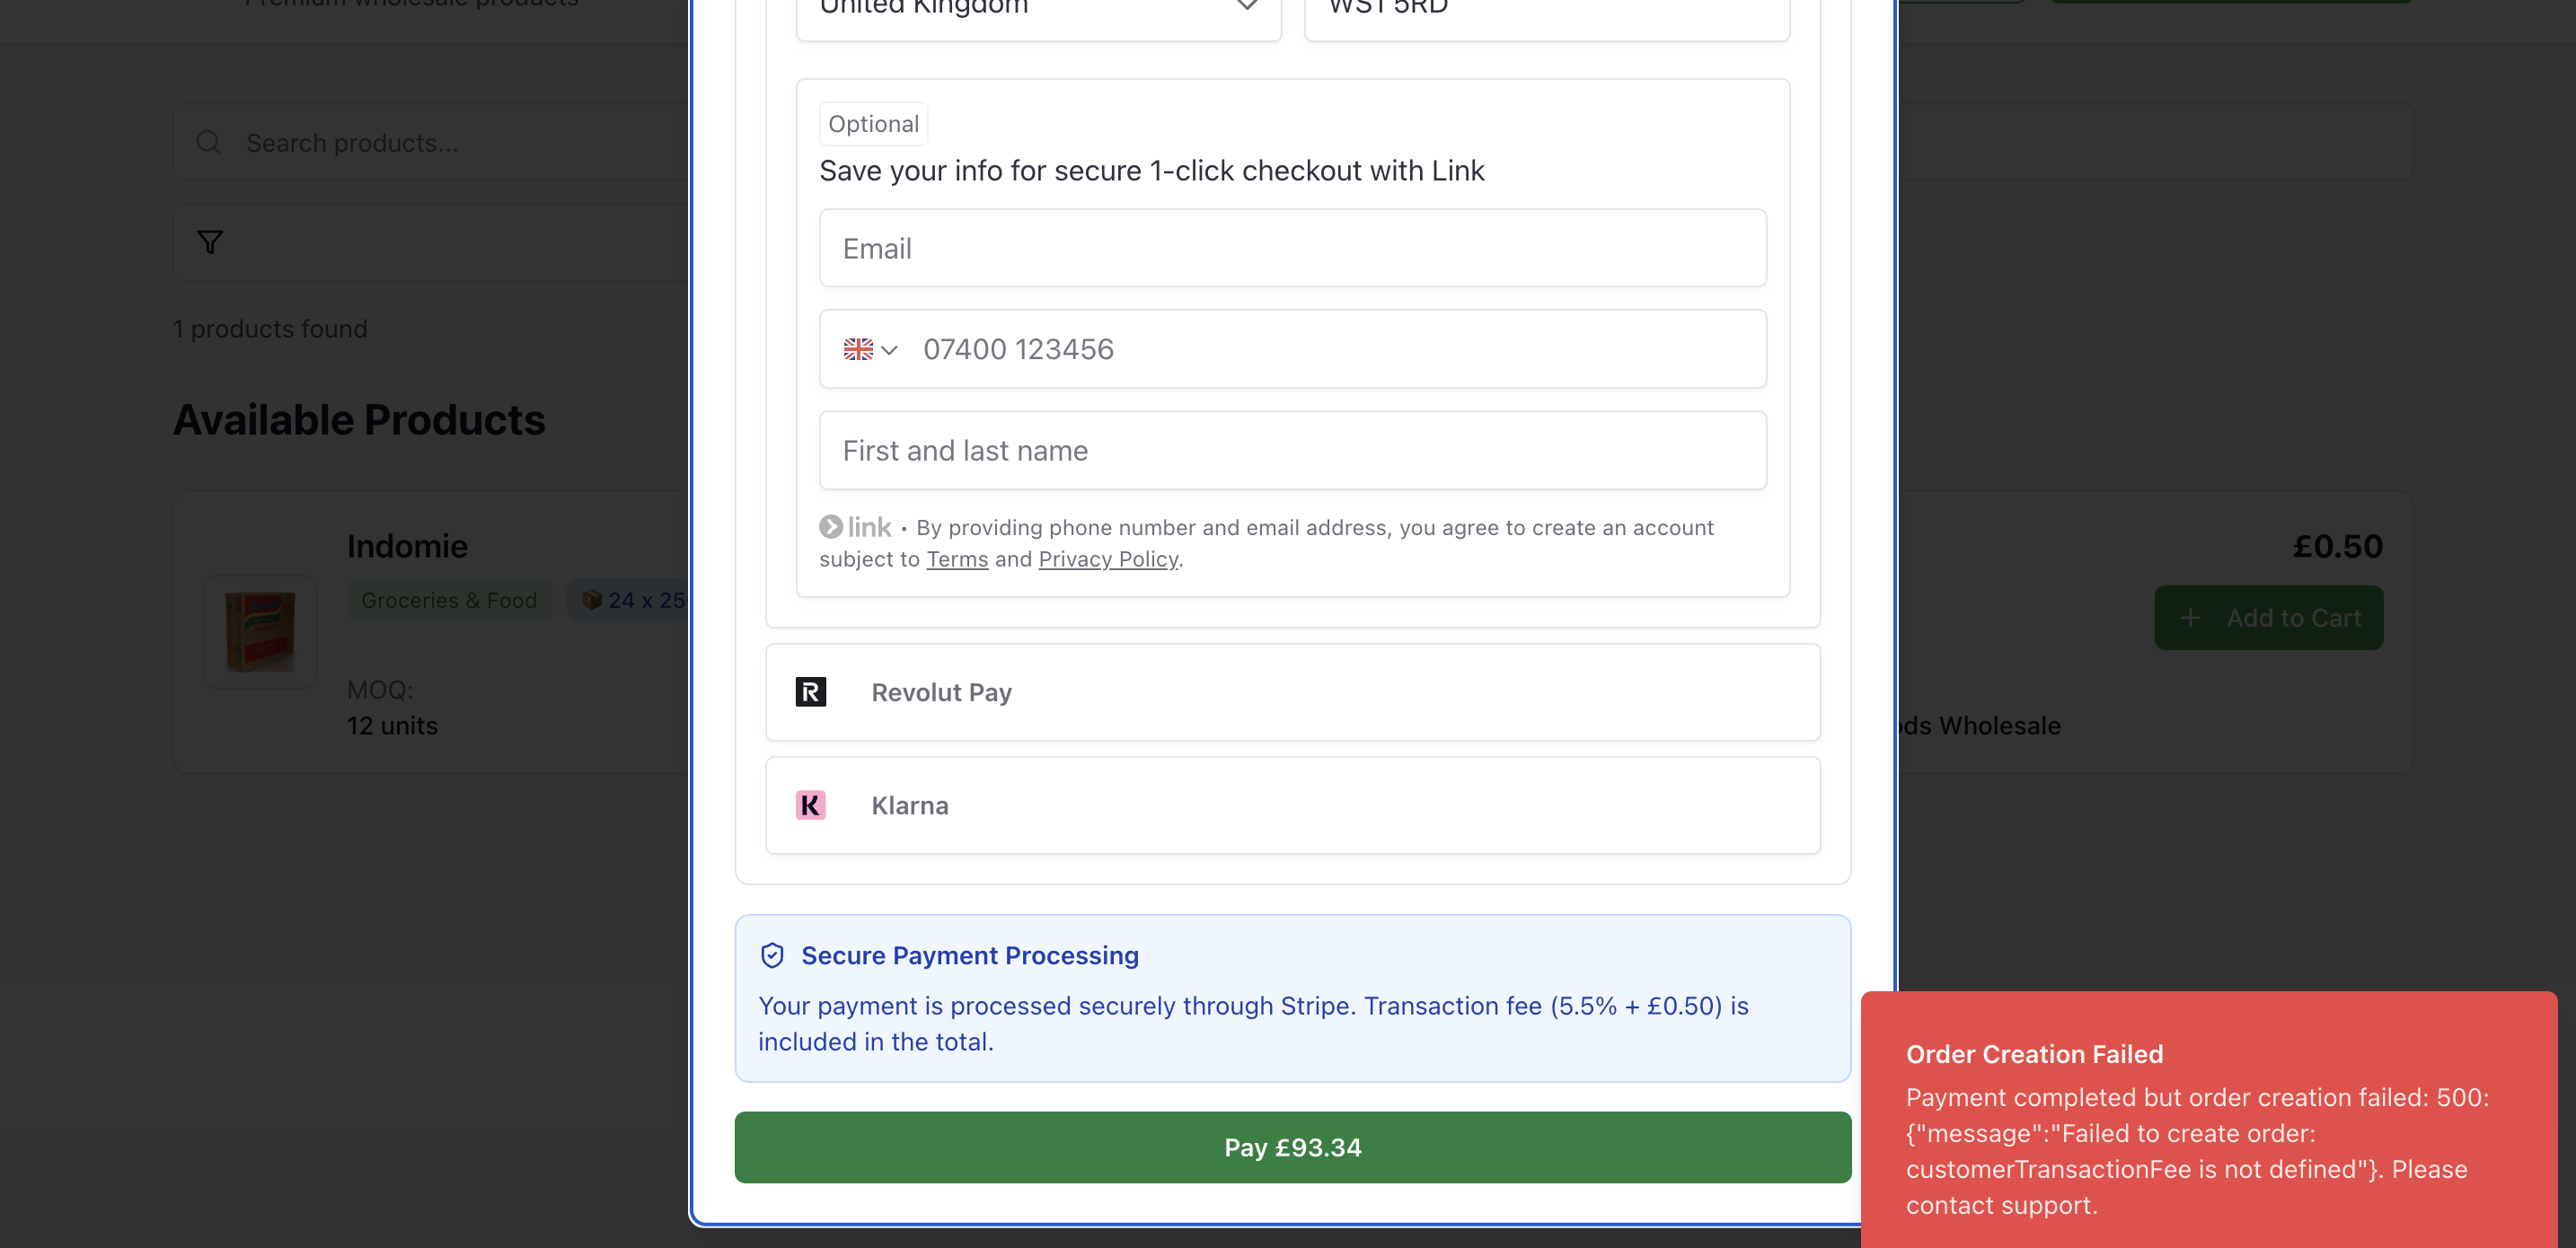 Premium wholesale products
United Kingdom
WS1 5RD
Search products...
Optional
Save your info for secure 1-click checkout with Link
Email
07400 123456
First and last name
link • By providing phone number and email address, you agree to create an account
subject to Terms and Privacy Policy.
1 products found
Available Products
Indomie
£0.50
Groceries & Food
24 x 25
+ Add to Cart
MOQ:
12 units
ods Wholesale
Revolut Pay
Klarna
Secure Payment Processing
Your payment is processed securely through Stripe. Transaction fee (5.5% + £0.50) is
included in the total.
Pay £93.34
Order Creation Failed
Payment completed but order creation failed: 500:
{"message":"Failed to create order:
customerTransactionFee is not defined"}. Please
contact support.